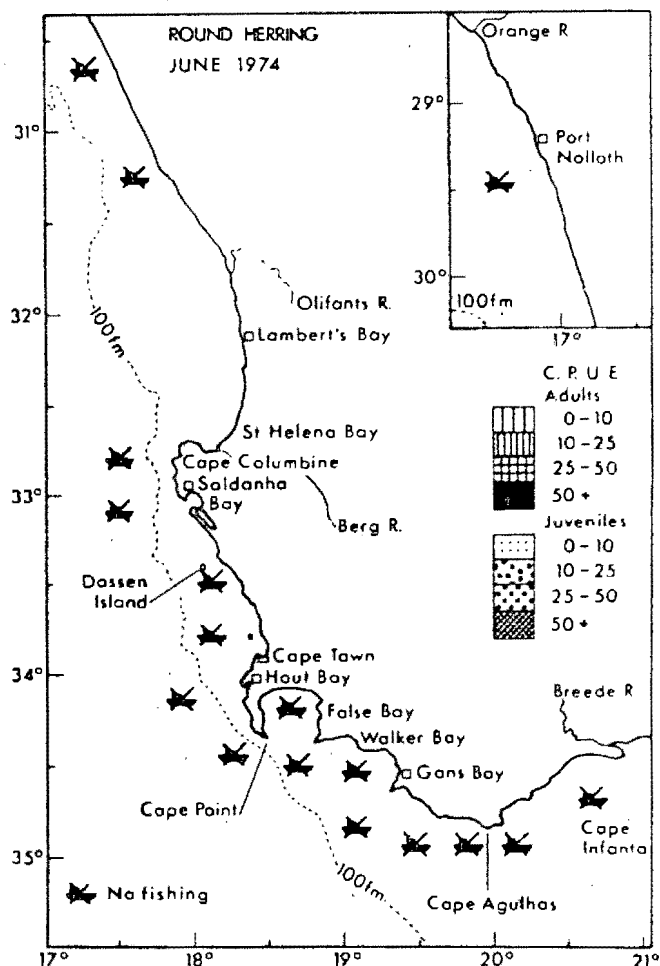 ROUND HERRING
JUNE 1974
Orange R
29°
Port
Nolloth
30°
100fm
17°
31°
32°
33°
34°
35°
100fm
Olifants R.
Lambert's Bay
St Helena Bay
Cape Columbine
Saldanha
Bay
Berg R.
Dassen
Island
Cape Town
Hout Bay
False Bay
Walker Bay
Gans Bay
Breede R
Cape Point
Cape
Infanta
Cape Agulhas
100fm
C. P. U E
Adults
0-10
10-25
25-50
50+
Juveniles
0-10
10-25
25-50
50+
No fishing
17°
18°
19°
20°
21°